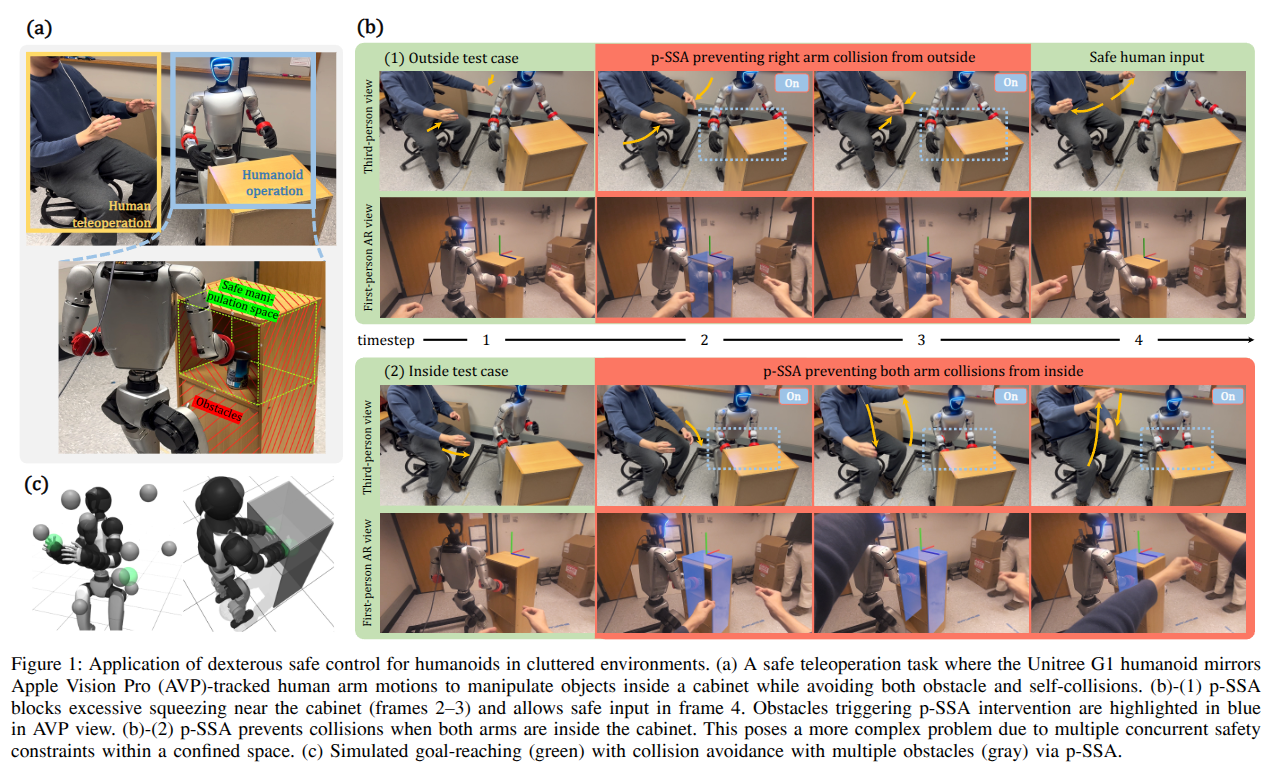 (a)
Human
teleoperation
Humanoid
operation
Safe mani-
pulation space
Obstacles
(b)
(1) Outside test case
p-SSA preventing right arm collision from outside
Safe human input
Third-person view
On
On
First-person AR view
timestep
1
2
3
4
(2) Inside test case
p-SSA preventing both arm collisions from inside
Third-person view
On
On
On
First-person AR view
(c)
Figure 1: Application of dexterous safe control for humanoids in cluttered environments. (a) A safe teleoperation task where the Unitree G1 humanoid mirrors
Apple Vision Pro (AVP)-tracked human arm motions to manipulate objects inside a cabinet while avoiding both obstacle and self-collisions. (b)-(1) p-SSA
blocks excessive squeezing near the cabinet (frames 2–3) and allows safe input in frame 4. Obstacles triggering p-SSA intervention are highlighted in blue
in AVP view. (b)-(2) p-SSA prevents collisions when both arms are inside the cabinet. This poses a more complex problem due to multiple concurrent safety
constraints within a confined space. (c) Simulated goal-reaching (green) with collision avoidance with multiple obstacles (gray) via p-SSA.